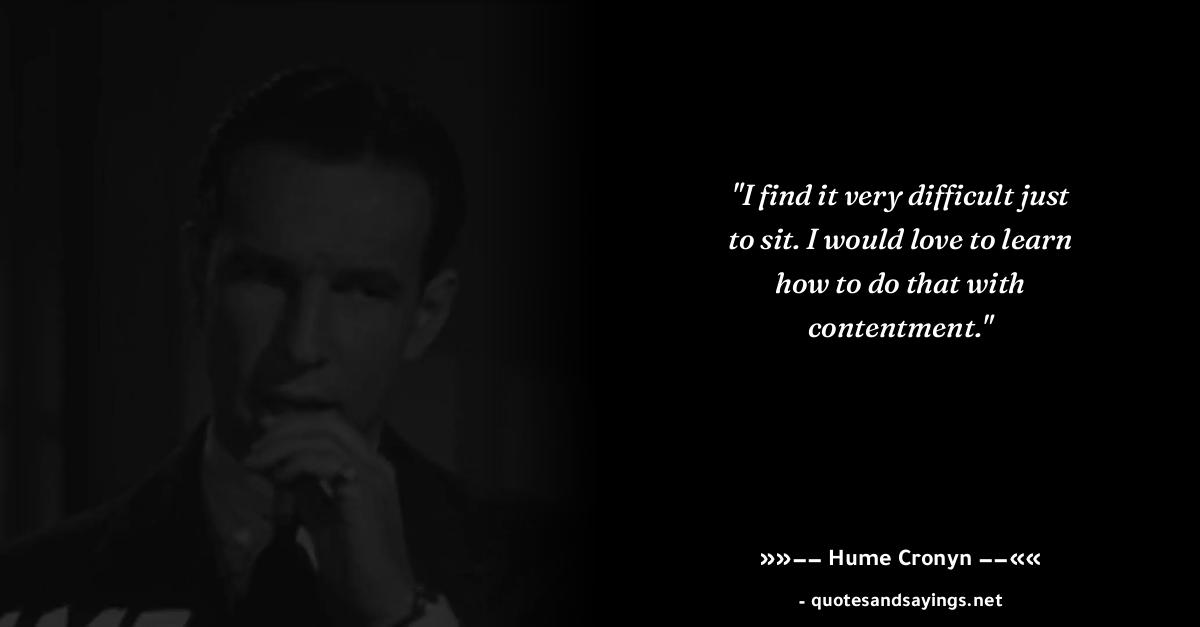 "I find it very difficult just
to sit. I would love to learn
how to do that with
contentment."
»»–– Hume Cronyn ––««
- quotesandsayings.net